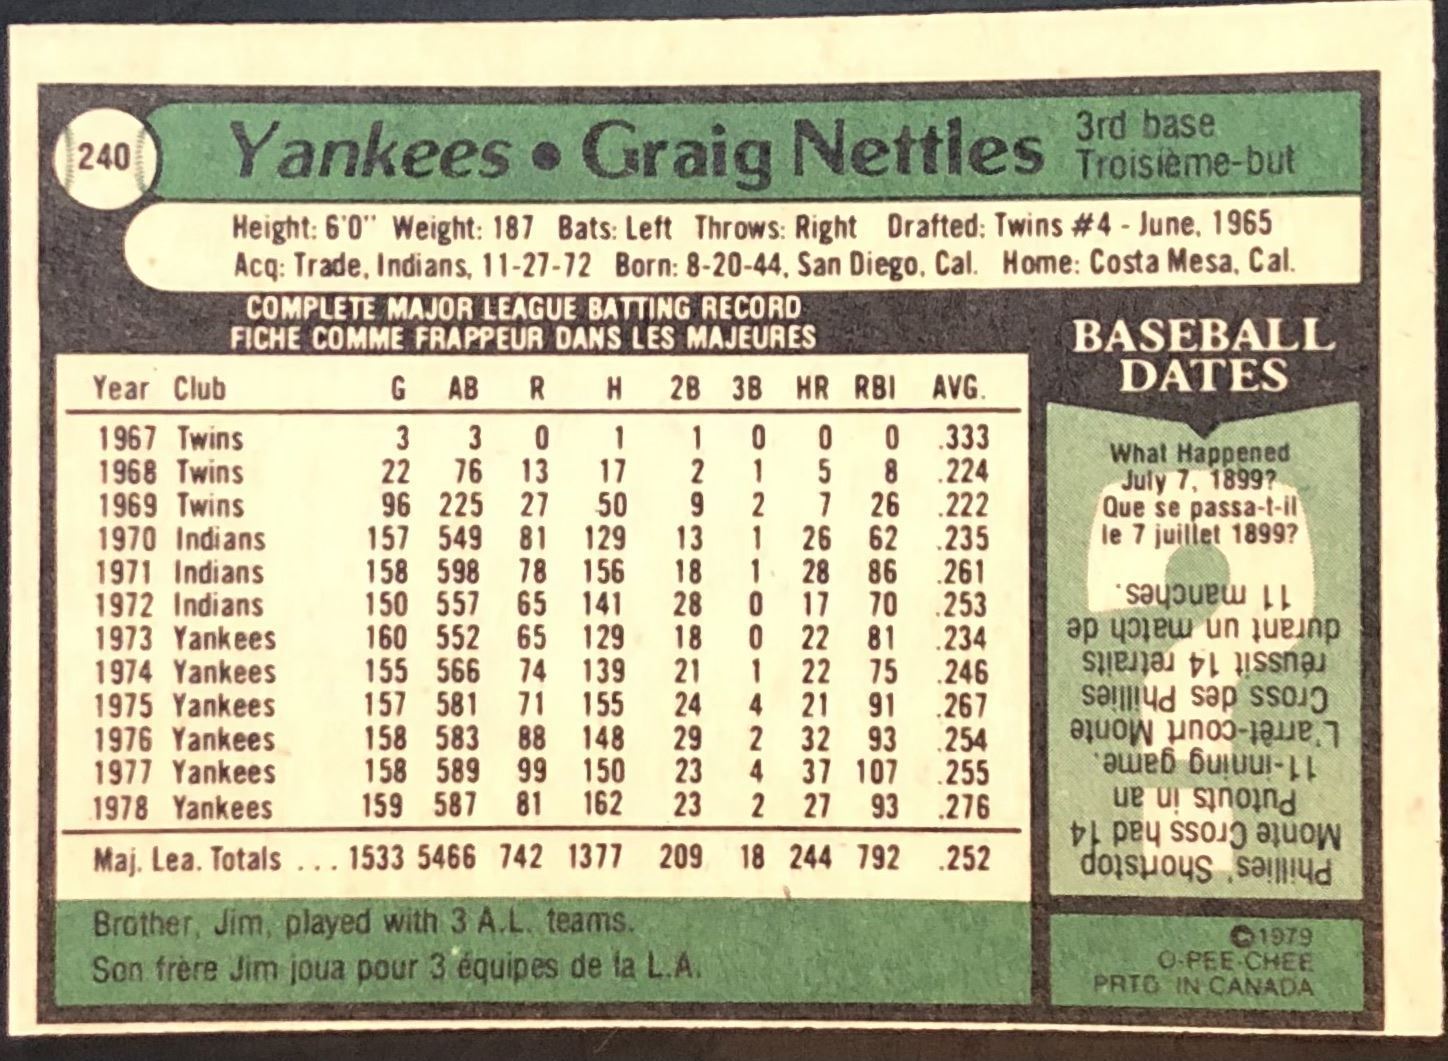 240
Yankees • Graig Nettles
3rd base
Troisième-but
Height: 6'0" Weight: 187 Bats: Left Throws: Right Drafted: Twins #4 - June, 1965
Acq: Trade, Indians, 11-27-72 Born: 8-20-44, San Diego, Cal. Home: Costa Mesa, Cal.
COMPLETE MAJOR LEAGUE BATTING RECORD
FICHE COMME FRAPPEUR DANS LES MAJEURES
Year Club G AB R H 2B 3B HR RBI AVG.
1967 Twins 3 3 0 1 1 0 0 0 .333
1968 Twins 22 76 13 17 2 1 5 8 .224
1969 Twins 96 225 27 50 9 2 7 26 .222
1970 Indians 157 549 81 129 13 1 26 62 .235
1971 Indians 158 598 78 156 18 1 28 86 .261
1972 Indians 150 557 65 141 28 0 17 70 .253
1973 Yankees 160 552 65 129 18 0 22 81 .234
1974 Yankees 155 566 74 139 21 1 22 75 .246
1975 Yankees 157 581 71 155 24 4 21 91 .267
1976 Yankees 158 583 88 148 29 2 32 93 .254
1977 Yankees 158 589 99 150 23 4 37 107 .255
1978 Yankees 159 587 81 162 23 2 27 93 .276
Maj. Lea. Totals ... 1533 5466 742 1377 209 18 244 792 .252
Brother, Jim, played with 3 A.L. teams.
Son frère Jim joua pour 3 équipes de la L.A.
BASEBALL
DATES
What Happened
July 7, 1899?
Que se passa-t-il
le 7 juillet 1899?
Phillies' Shortstop
Monte Cross had 14
Putouts in an
11-inning game.
L'arrêt-court Monte
Cross des Phillies
réussit 14 retraits
durant un match de
11 manches.
©1979
O-PEE-CHEE
PRTD IN CANADA